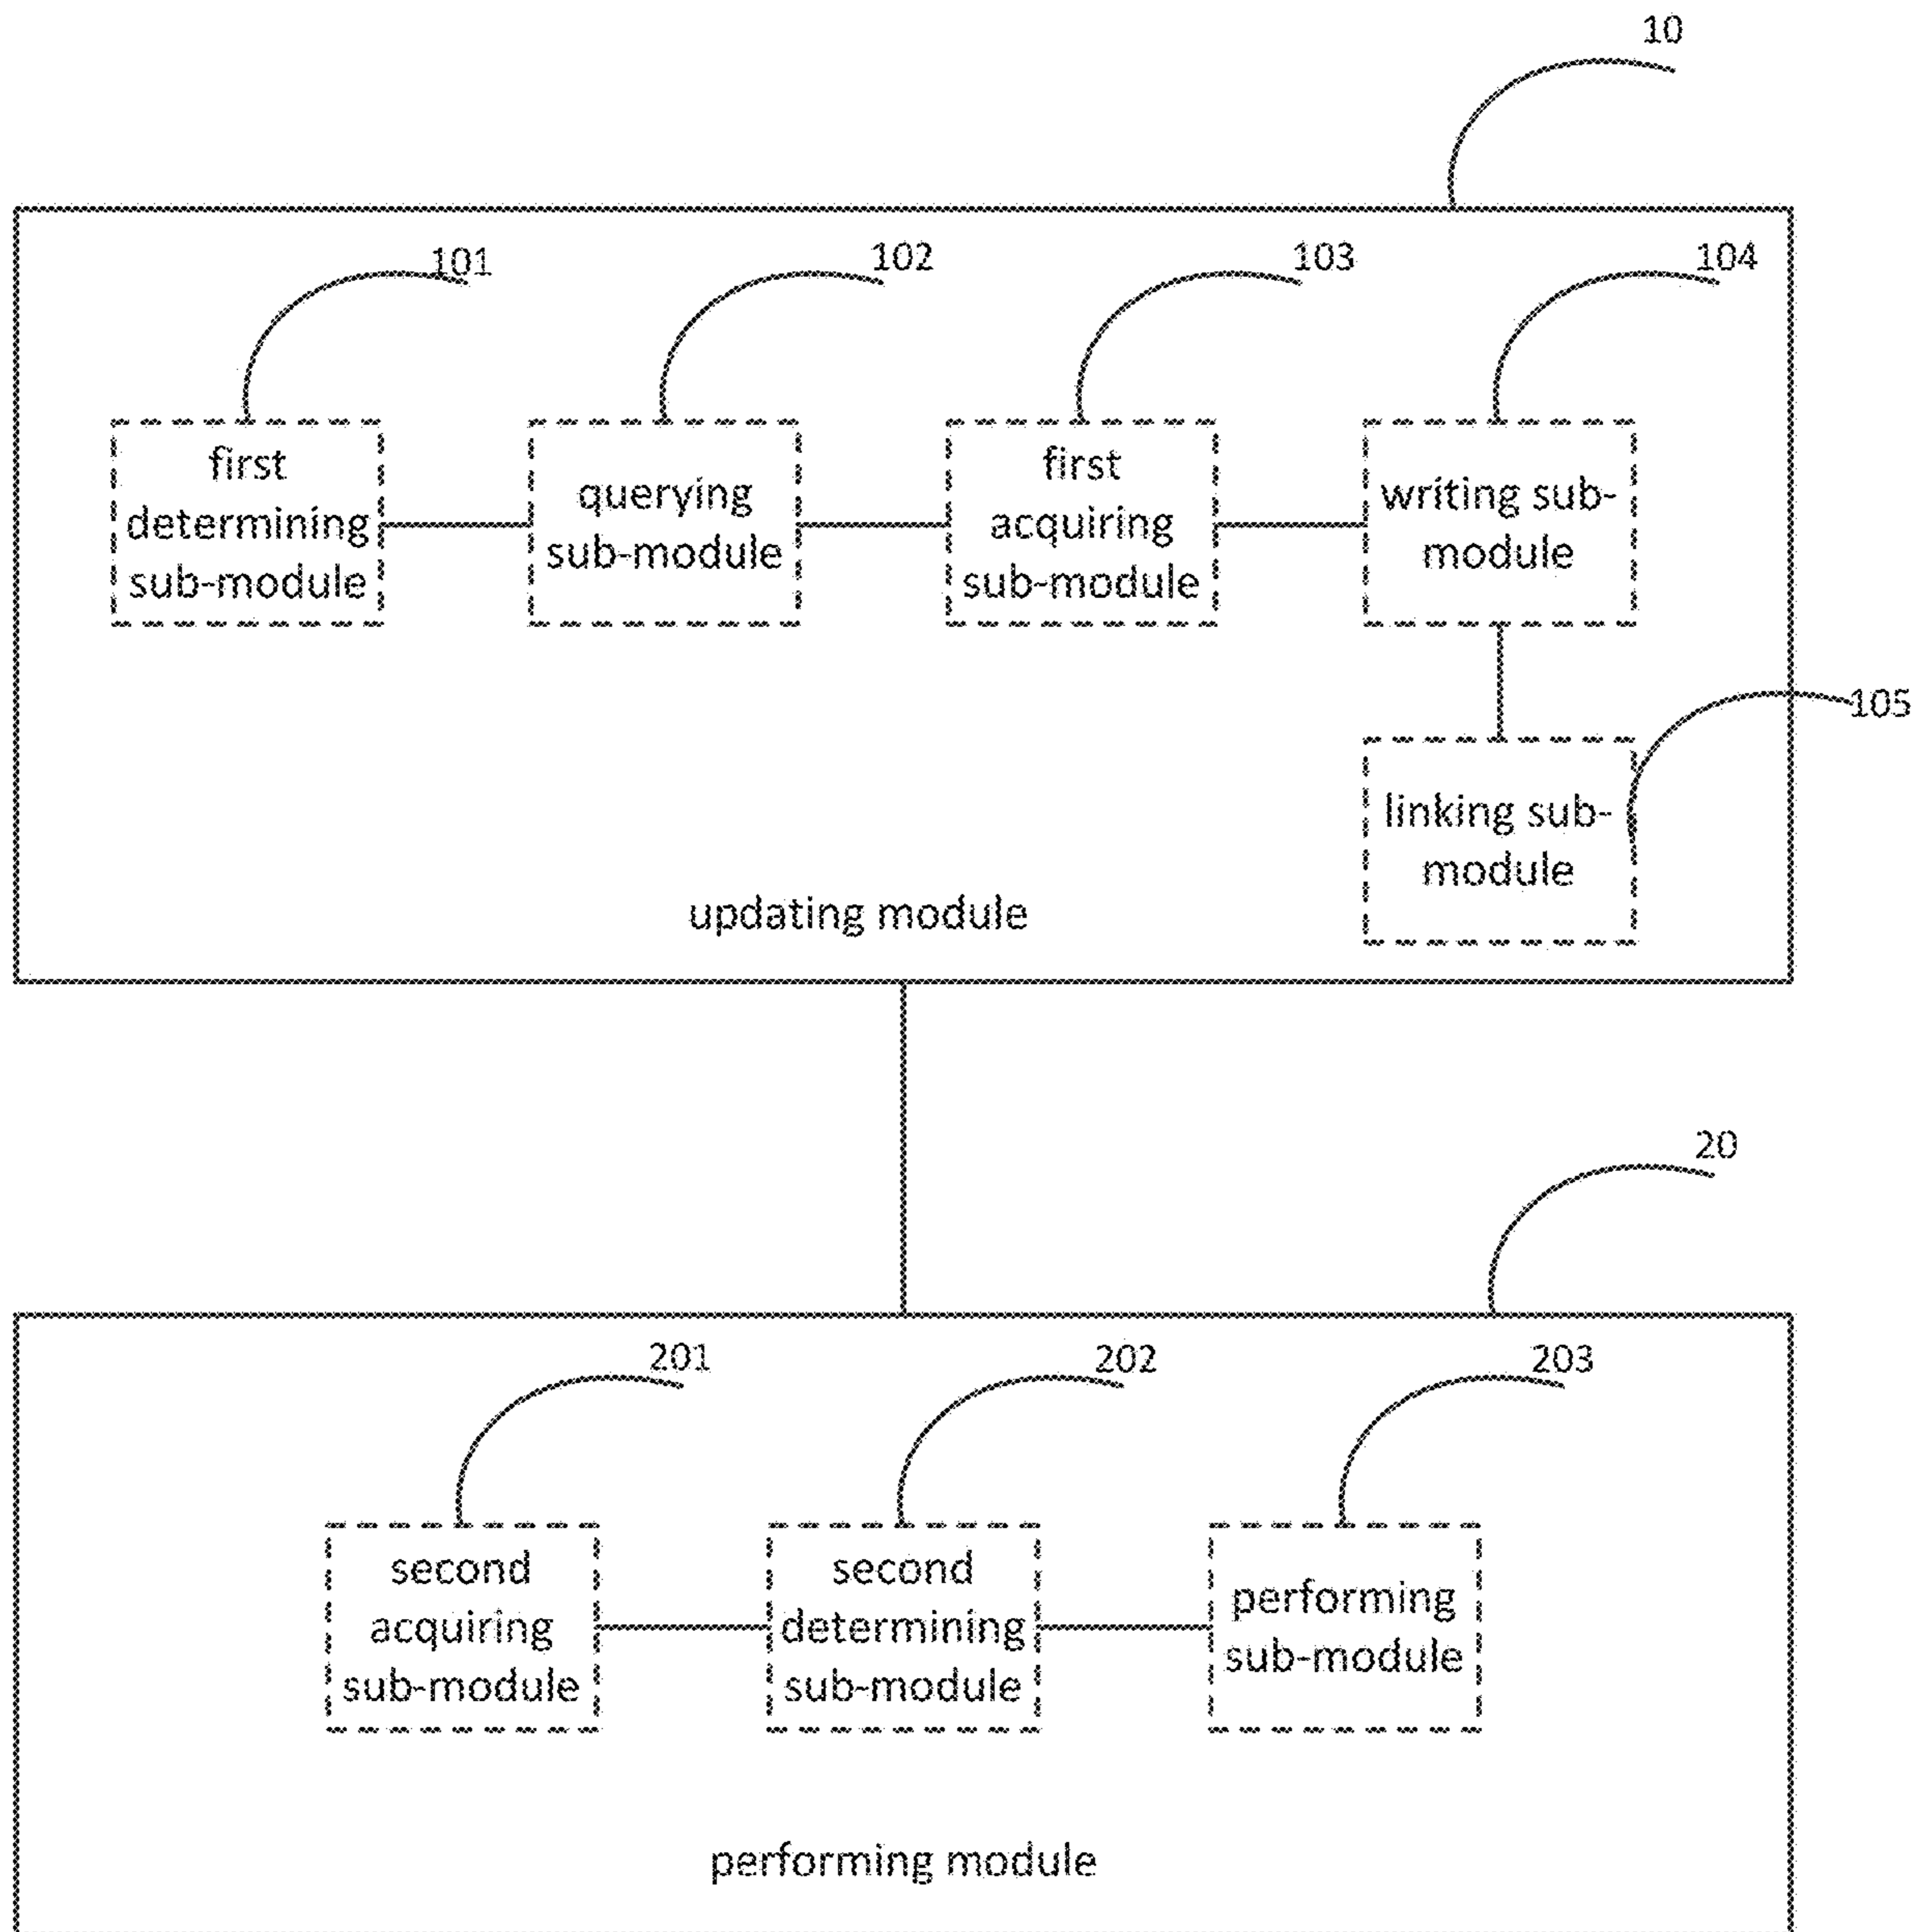 10
101
102
103
104
first
determining
sub-module
querying
sub-module
first
acquiring
sub-module
writing sub-
module
105
linking sub-
module
updating module
20
201
202
203
second
acquiring
sub-module
second
determining
sub-module
performing
sub-module
performing module